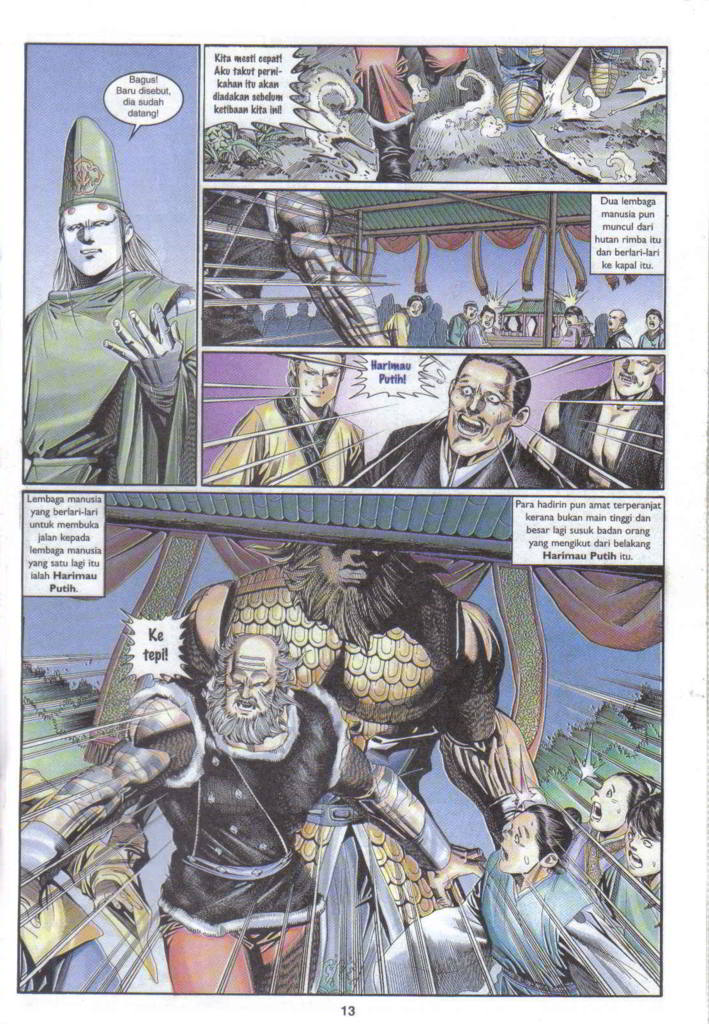 Bagus!
Baru disebut,
dia sudah
datang!
Kita mesti cepat!
Aku takut perni-
kahan itu akan
diadakan sebelum
ketibaan kita ini!
Dua lembaga
manusia pun
muncul dari
hutan rimba itu
dan berlari-lari
ke kapal itu.
Harimau
Putih!
Lembaga manusia
yang berlari-lari
untuk membuka
jalan kepada
lembaga manusia
yang satu lagi itu
ialah Harimau
Putih.
Para hadirin pun amat terperanjat
kerana bukan main tinggi dan
besar lagi susuk badan orang
yang mengikut dari belakang
Harimau Putih itu.
Ke
tepi!
13